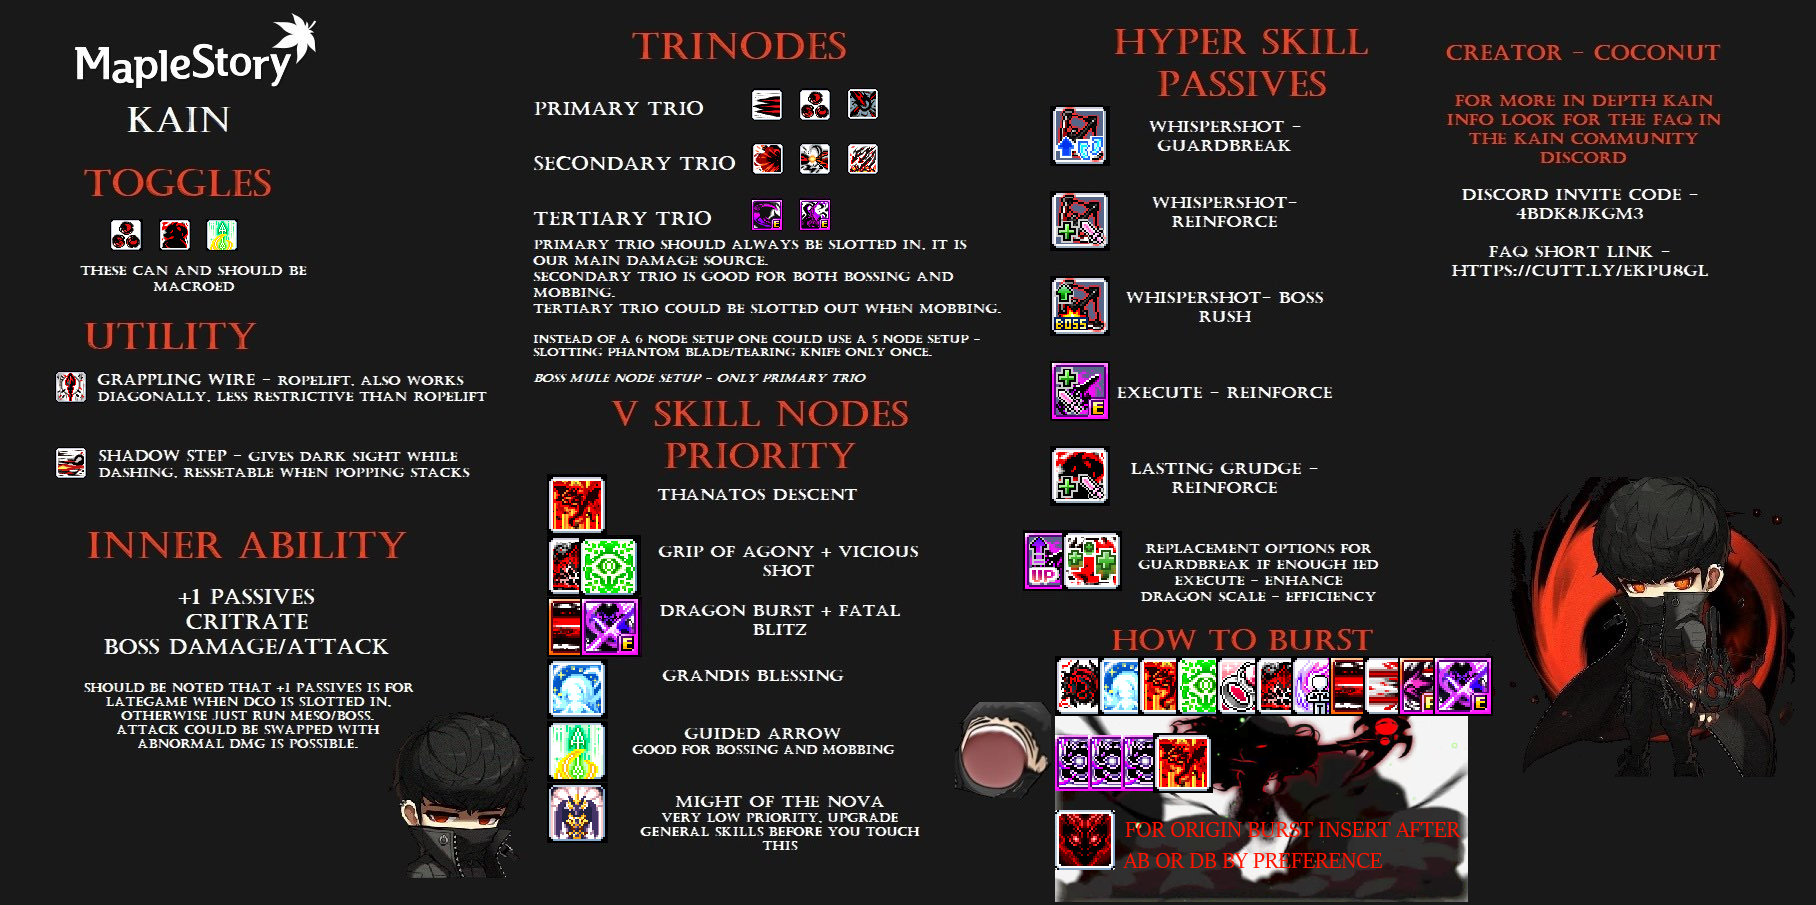 MapleStory
KAIN
TOGGLES
THESE CAN AND SHOULD BE
MACROED
UTILITY
GRAPPLING WIRE - ROPELIFT, ALSO WORKS
DIAGONALLY, LESS RESTRICTIVE THAN ROPELIFT
SHADOW STEP - GIVES DARK SIGHT WHILE
DASHING, RESSETABLE WHEN POPPING STACKS
INNER ABILITY
+1 PASSIVES
CRITRATE
BOSS DAMAGE/ATTACK
SHOULD BE NOTED THAT +1 PASSIVES IS FOR
LATEGAME WHEN DCO IS SLOTTED IN,
OTHERWISE JUST RUN MESO/BOSS.
ATTACK COULD BE SWAPPED WITH
ABNORMAL DMG IS POSSIBLE.
TRINODES
PRIMARY TRIO
SECONDARY TRIO
TERTIARY TRIO
E
E
PRIMARY TRIO SHOULD ALWAYS BE SLOTTED IN, IT IS
OUR MAIN DAMAGE SOURCE.
SECONDARY TRIO IS GOOD FOR BOTH BOSSING AND
MOBBING.
TERTIARY TRIO COULD BE SLOTTED OUT WHEN MOBBING.
INSTEAD OF A 6 NODE SETUP ONE COULD USE A 5 NODE SETUP -
SLOTTING PHANTOM BLADE/TEARING KNIFE ONLY ONCE.
BOSS MULE NODE SETUP - ONLY PRIMARY TRIO
V SKILL NODES
PRIORITY
THANATOS DESCENT
GRIP OF AGONY + VICIOUS
SHOT
DRAGON BURST + FATAL
BLITZ
E
GRANDIS BLESSING
GUIDED ARROW
GOOD FOR BOSSING AND MOBBING
MIGHT OF THE NOVA
VERY LOW PRIORITY, UPGRADE
GENERAL SKILLS BEFORE YOU TOUCH
THIS
HYPER SKILL
PASSIVES
WHISPERSHOT -
GUARDBREAK
WHISPERSHOT-
REINFORCE
BOSS
WHISPERSHOT- BOSS
RUSH
E
EXECUTE - REINFORCE
LASTING GRUDGE -
REINFORCE
UP
REPLACEMENT OPTIONS FOR
GUARDBREAK IF ENOUGH IED
EXECUTE - ENHANCE
DRAGON SCALE - EFFICIENCY
HOW TO BURST
E
FOR ORIGIN BURST INSERT AFTER
AB OR DB BY PREFERENCE
CREATOR - COCONUT
FOR MORE IN DEPTH KAIN
INFO LOOK FOR THE FAQ IN
THE KAIN COMMUNITY
DISCORD
DISCORD INVITE CODE -
4BDK8JKGM3
FAQ SHORT LINK -
HTTPS://CUTT.LY/EKPU8GL